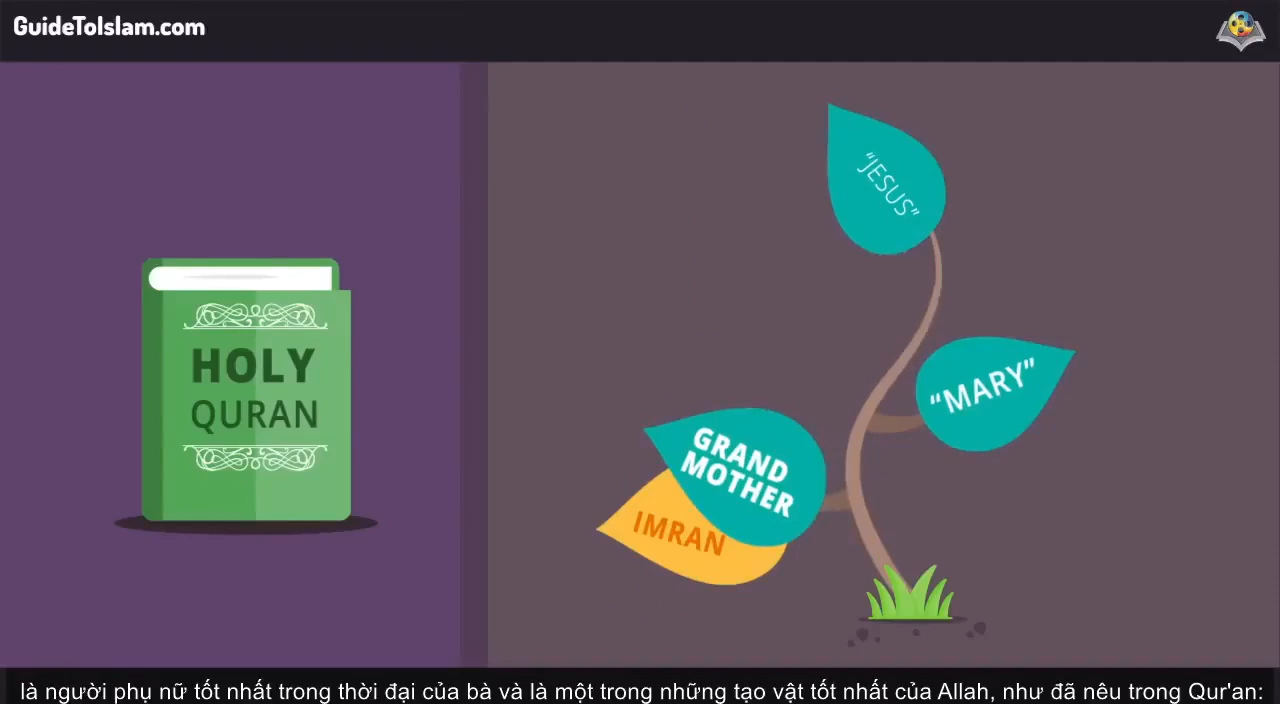 GuideToIslam.com
HOLY
QURAN
“JESUS”
“MARY”
GRAND
MOTHER
IMRAN
là người phụ nữ tốt nhất trong thời đại của bà và là một trong những tạo vật tốt nhất của Allah, như đã nêu trong Qur'an: